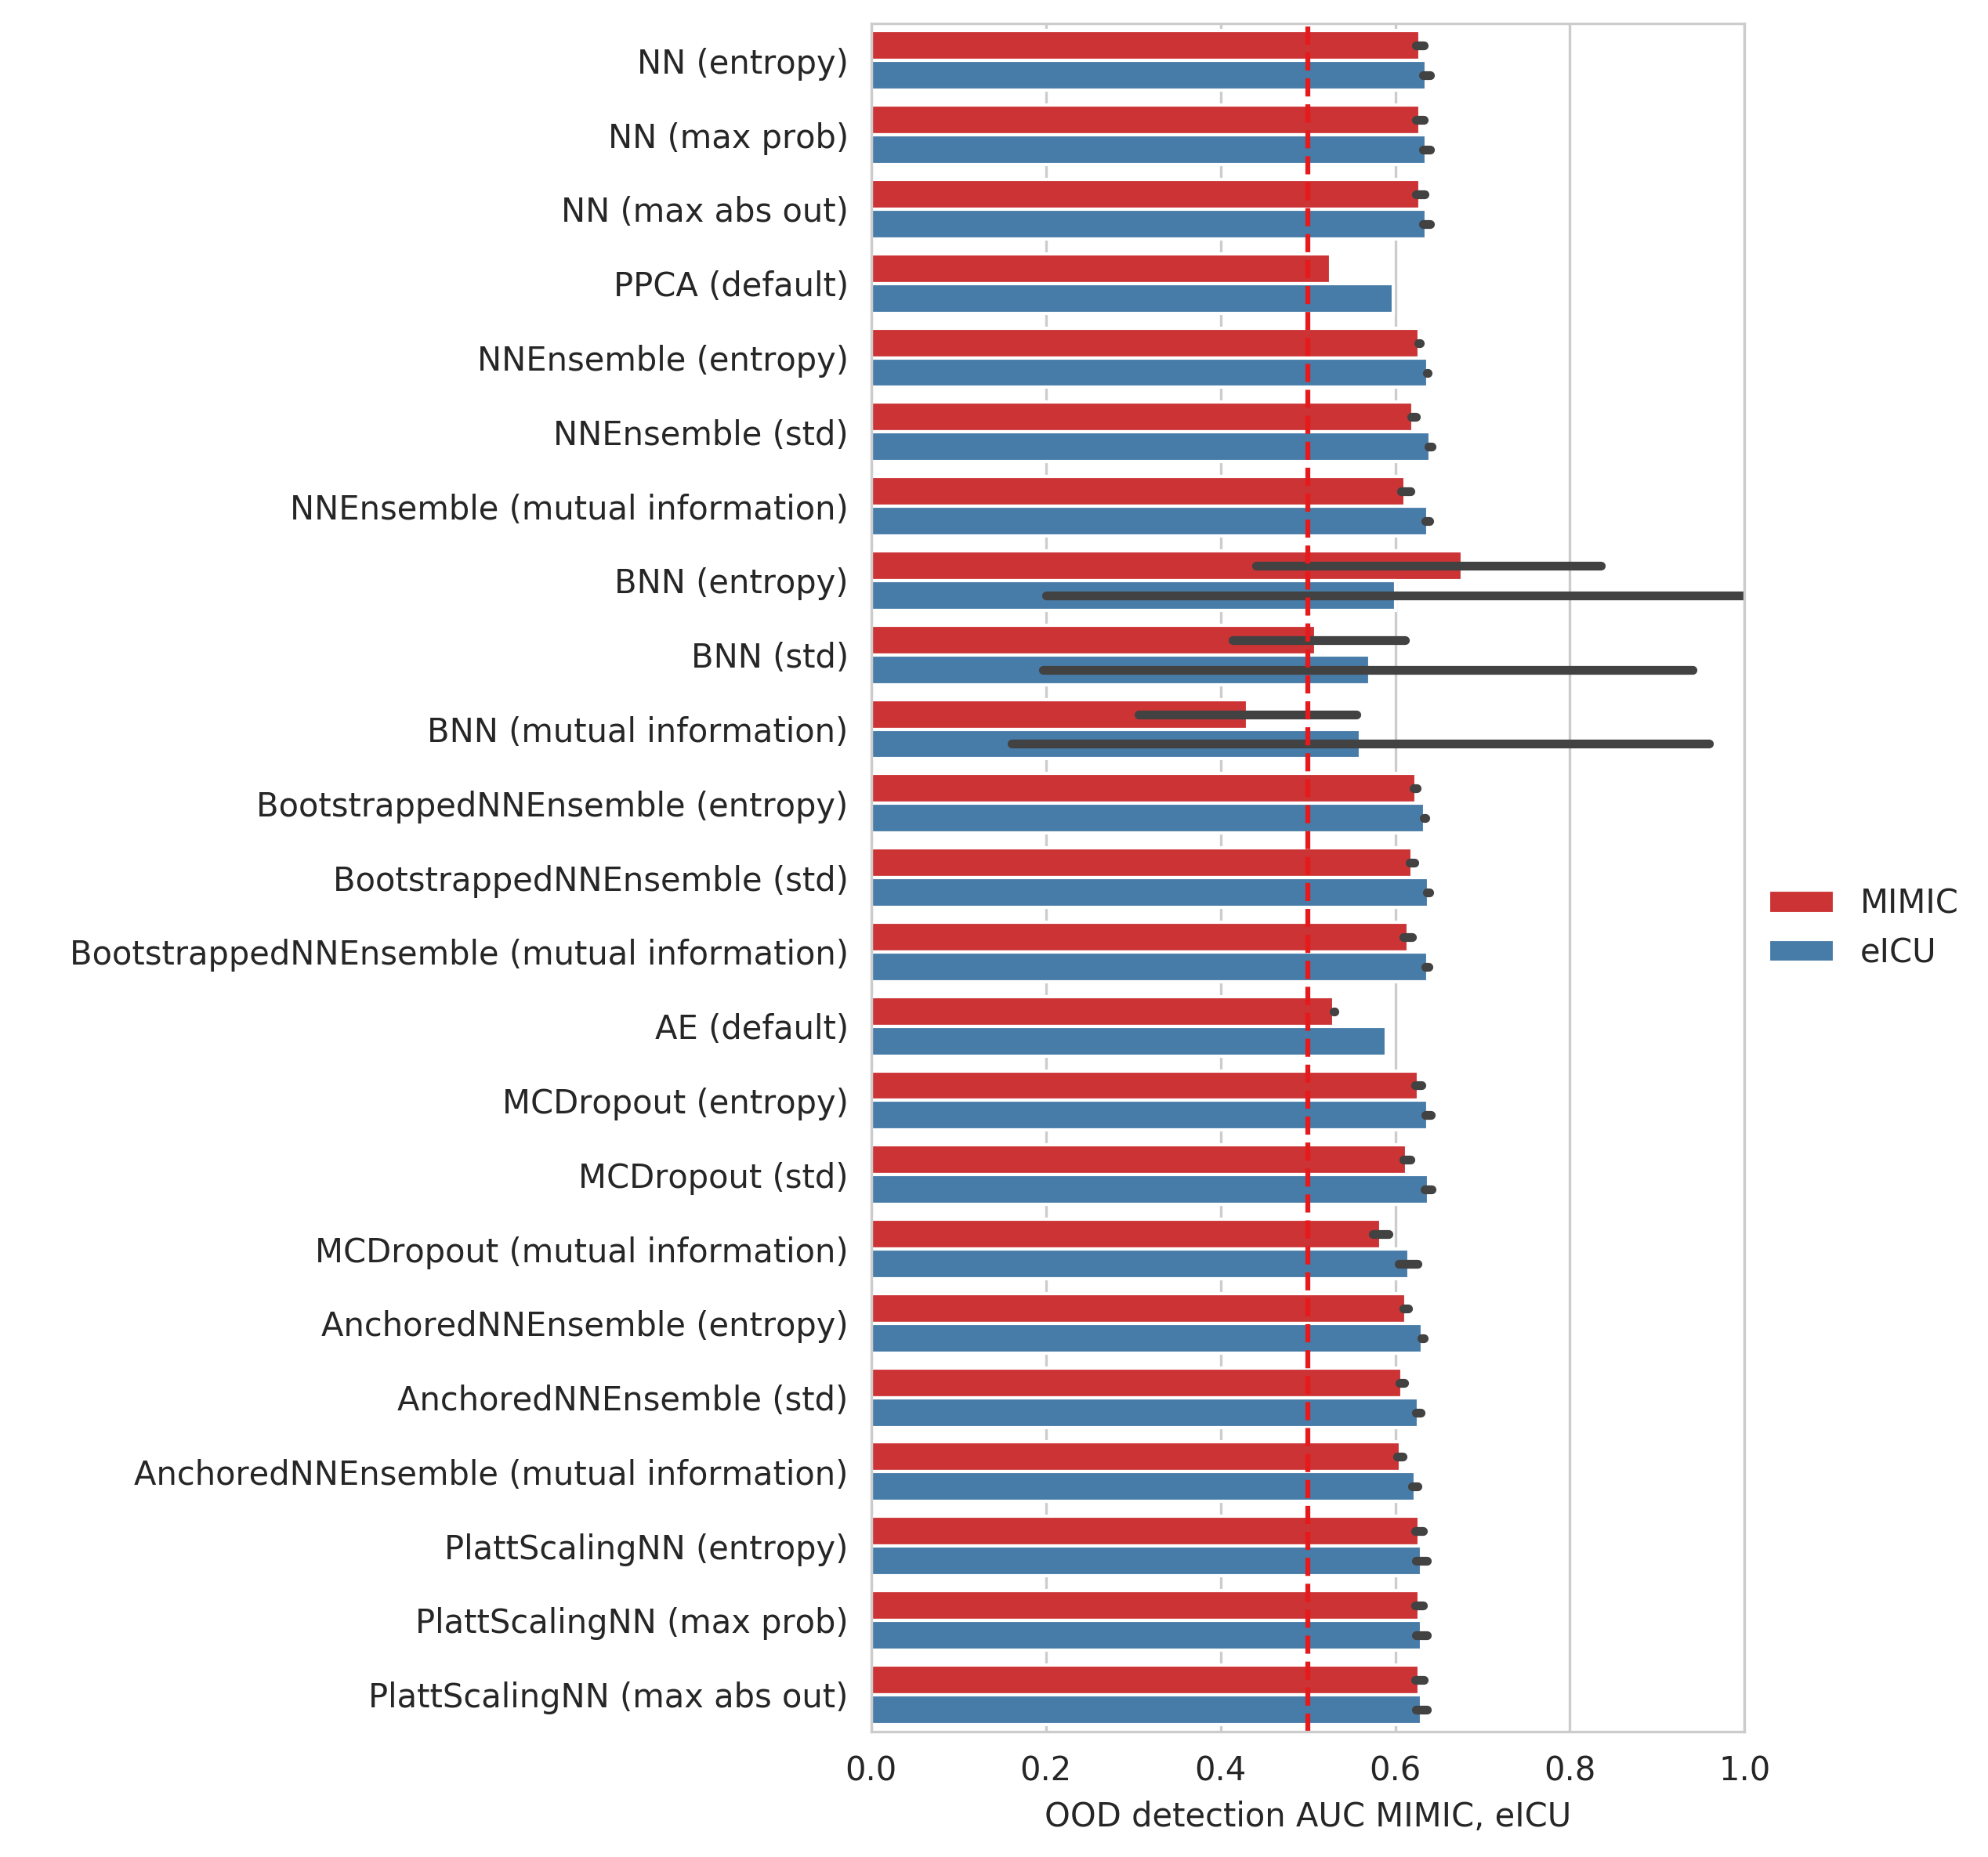 NN (entropy)
NN (max prob)
NN (max abs out)
PPCA (default)
NNEnsemble (entropy)
NNEnsemble (std)
NNEnsemble (mutual information)
BNN (entropy)
BNN (std)
BNN (mutual information)
BootstrappedNNEnsemble (entropy)
BootstrappedNNEnsemble (std)
BootstrappedNNEnsemble (mutual information)
AE (default)
MCDropout (entropy)
MCDropout (std)
MCDropout (mutual information)
AnchoredNNEnsemble (entropy)
AnchoredNNEnsemble (std)
AnchoredNNEnsemble (mutual information)
PlattScalingNN (entropy)
PlattScalingNN (max prob)
PlattScalingNN (max abs out)
MIMIC
eICU
0.0 0.2 0.4 0.6 0.8 1.0
OOD detection AUC MIMIC, eICU